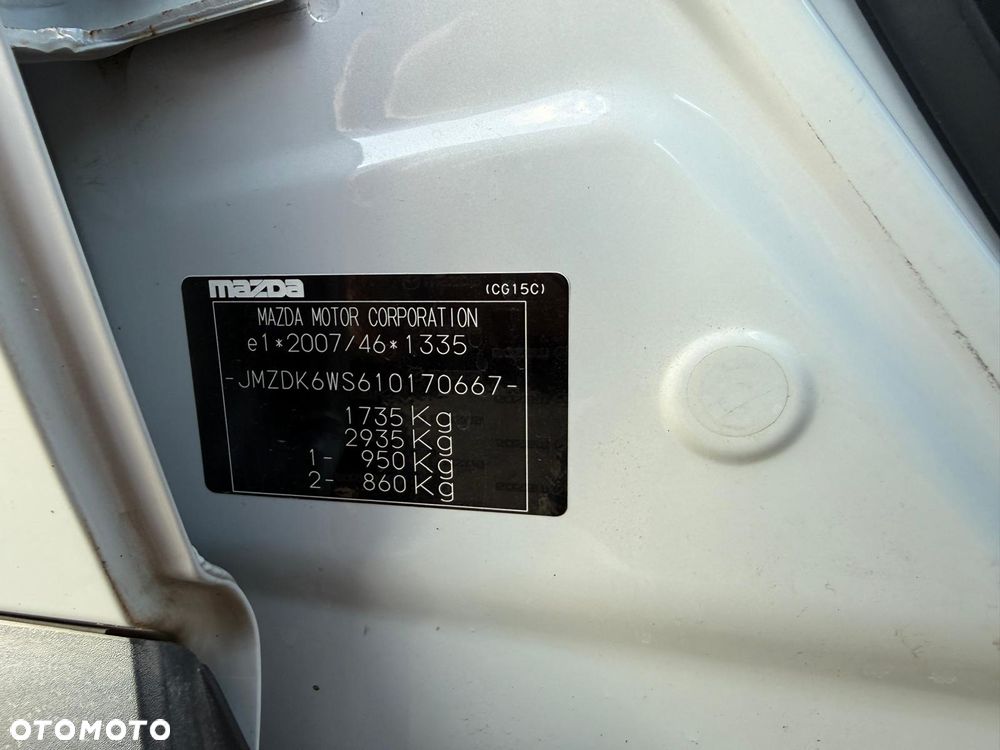 mazda (CG15C)
MAZDA MOTOR CORPORATION
e1*2007/46*1335
-JMZDK6WS610170667-
1735 Kg
2935 Kg
1- 950 Kg
2- 860 Kg
OTOMOTO